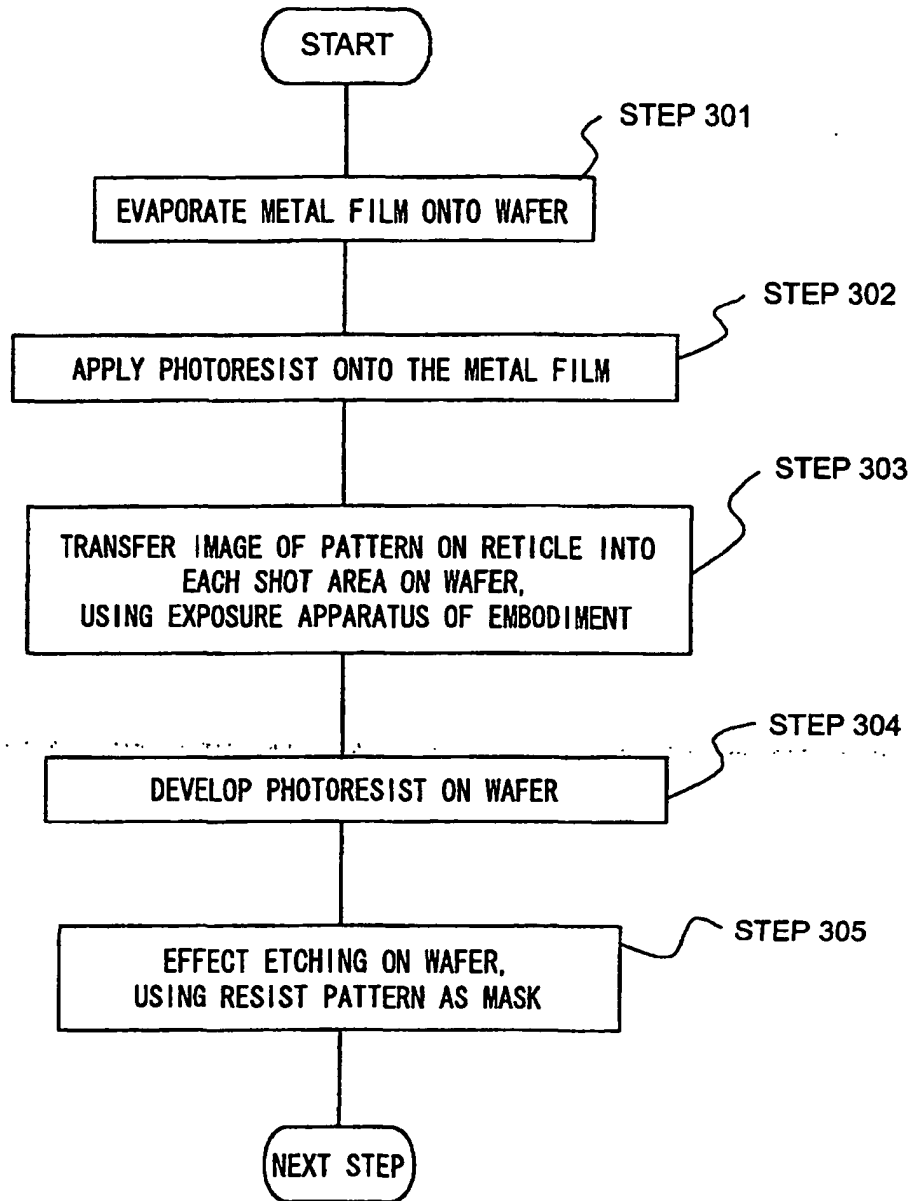 START
STEP 301
EVAPORATE METAL FILM ONTO WAFER
STEP 302
APPLY PHOTORESIST ONTO THE METAL FILM
STEP 303
TRANSFER IMAGE OF PATTERN ON RETICLE INTO
EACH SHOT AREA ON WAFER,
USING EXPOSURE APPARATUS OF EMBODIMENT
STEP 304
DEVELOP PHOTORESIST ON WAFER
STEP 305
EFFECT ETCHING ON WAFER,
USING RESIST PATTERN AS MASK
NEXT STEP